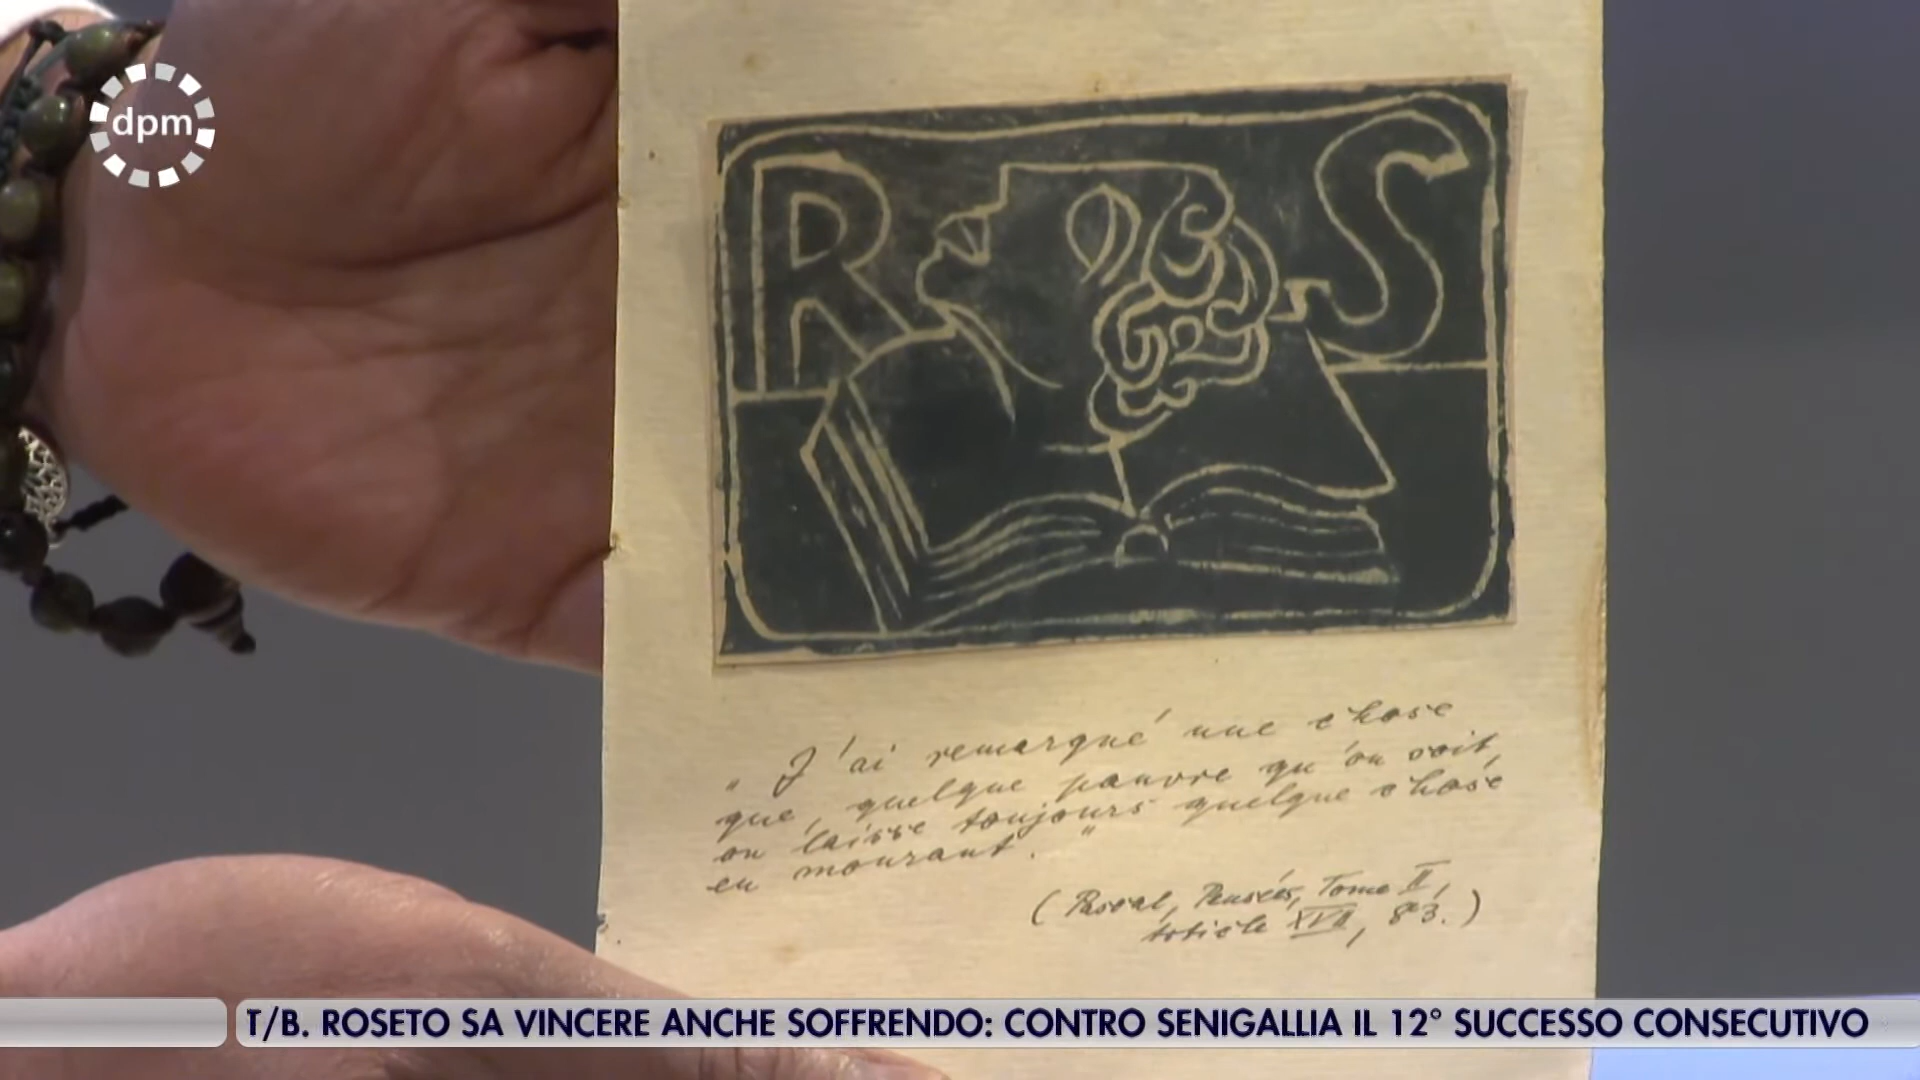 dpm
R S
„ J'ai remarqué une chose
que, quelque pauvre qu'on soit,
on laisse toujours quelque chose
en mourant."
(Pascal, Pensées, Tome II,
article XVII, 83.)
T/B. ROSETO SA VINCERE ANCHE SOFFRENDO: CONTRO SENIGALLIA IL 12° SUCCESSO CONSECUTIVO